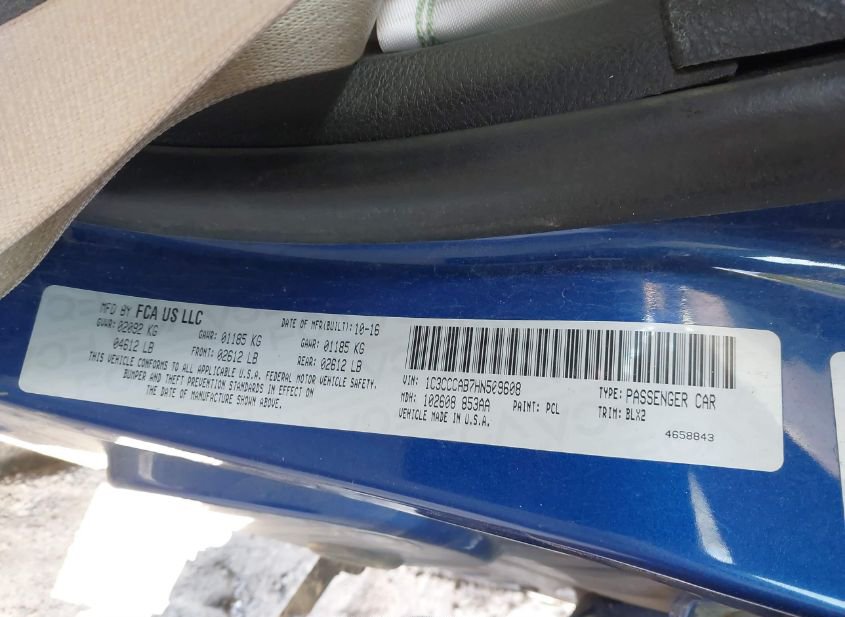 MFD BY FCA US LLC
DATE OF MFR(BUILT): 10-16
GVWR: 02092 KG GAWR: 01185 KG GAWR: 01185 KG
04612 LB FRONT: 02612 LB REAR: 02612 LB
THIS VEHICLE CONFORMS TO ALL APPLICABLE U.S.A. FEDERAL MOTOR VEHICLE SAFETY,
BUMPER AND THEFT PREVENTION STANDARDS IN EFFECT ON
THE DATE OF MANUFACTURE SHOWN ABOVE.
VIN: 1C3CCCAB7HN509608 TYPE: PASSENGER CAR
MDH: 102608 853AA PAINT: PCL TRIM: BLX2
VEHICLE MADE IN U.S.A.
4658843